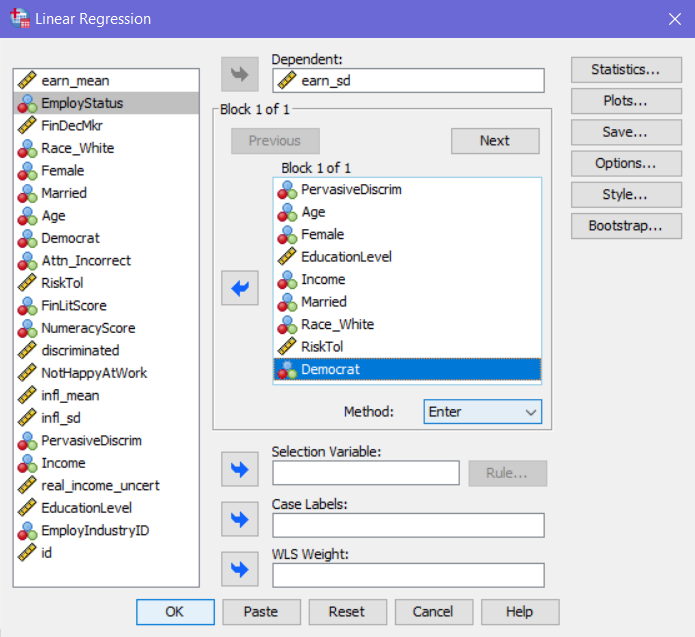 Linear Regression
earn_mean
EmployStatus
FinDecMkr
Race_White
Female
Married
Age
Democrat
Attn_Incorrect
RiskTol
FinLitScore
NumeracyScore
discriminated
NotHappyAtWork
infl_mean
infl_sd
PervasiveDiscrim
Income
real_income_uncert
EducationLevel
EmployIndustryID
id
Dependent:
earn_sd
Block 1 of 1
Previous
Next
Block 1 of 1
PervasiveDiscrim
Age
Female
EducationLevel
Income
Married
Race_White
RiskTol
Democrat
Method:
Enter
Selection Variable:
Rule...
Case Labels:
WLS Weight:
Statistics...
Plots...
Save...
Options...
Style...
Bootstrap...
OK
Paste
Reset
Cancel
Help